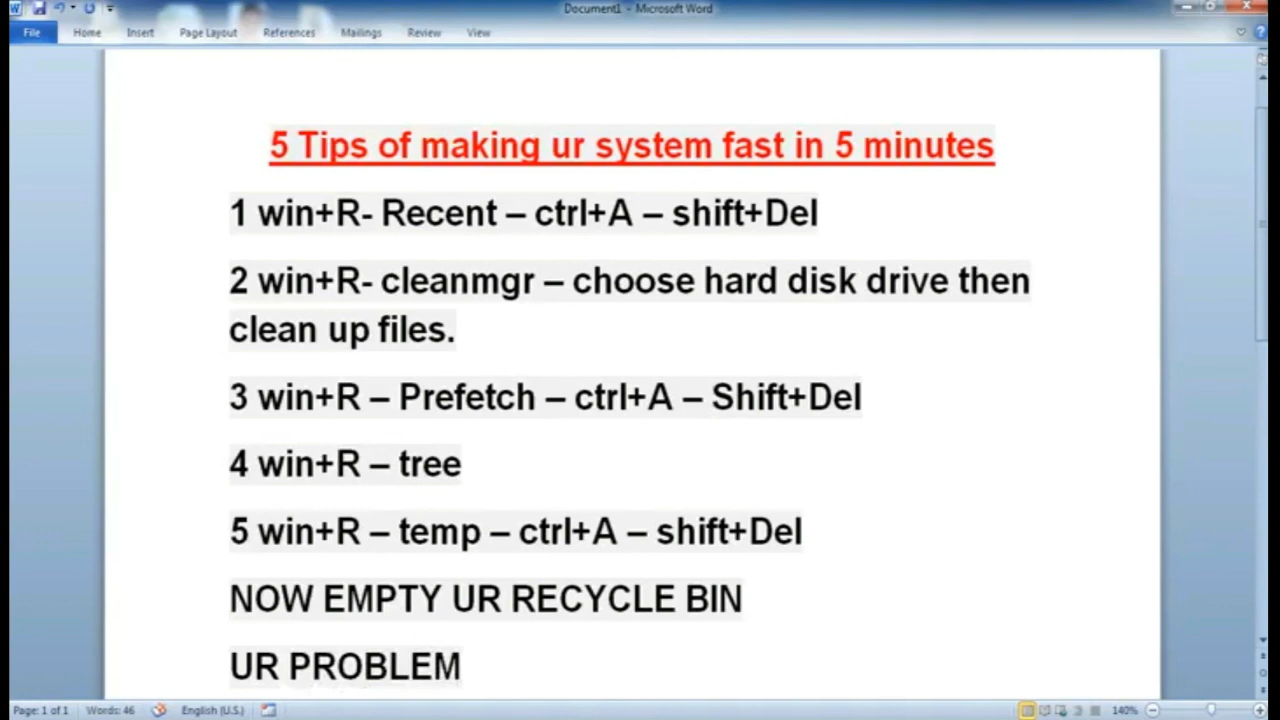 Document1 - Microsoft Word
File Home Insert Page Layout References Mailings Review View
5 Tips of making ur system fast in 5 minutes
1 win+R- Recent – ctrl+A – shift+Del
2 win+R- cleanmgr – choose hard disk drive then
clean up files.
3 win+R – Prefetch – ctrl+A – Shift+Del
4 win+R – tree
5 win+R – temp – ctrl+A – shift+Del
NOW EMPTY UR RECYCLE BIN
UR PROBLEM
Page: 1 of 1 Words: 46 English (U.S.) 140%